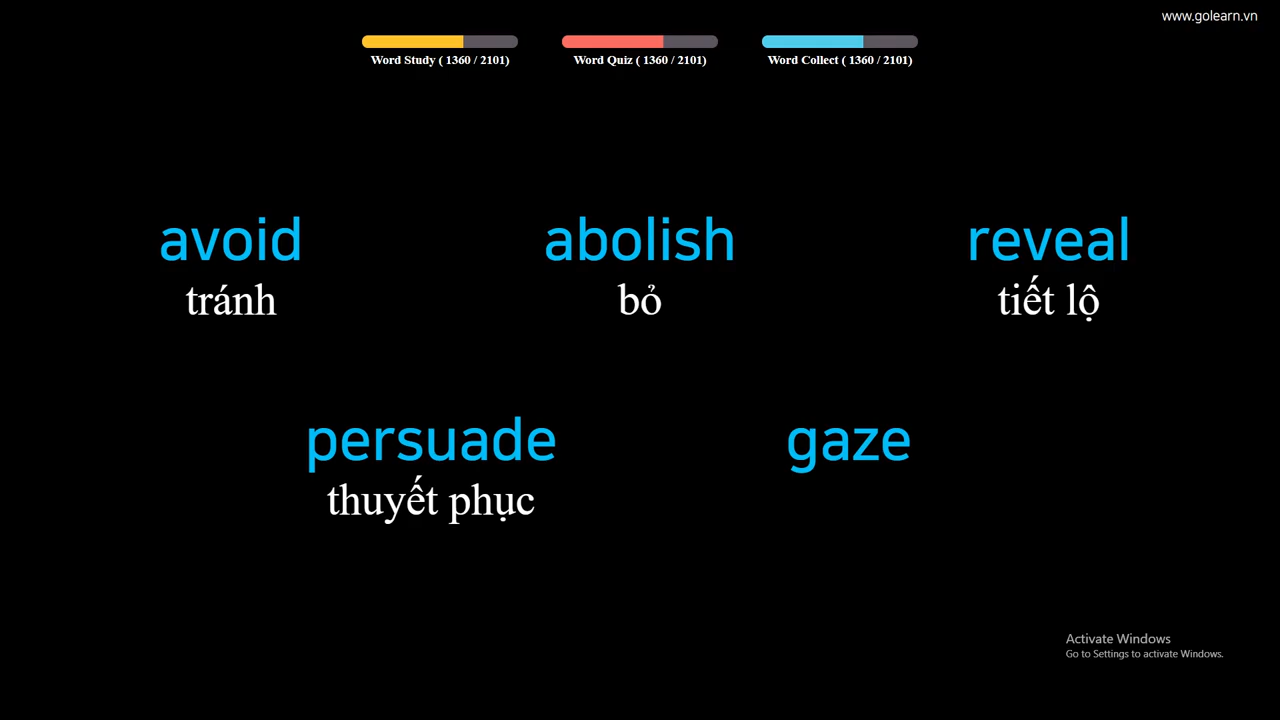 www.golearn.vn
Word Study ( 1360 / 2101)
Word Quiz ( 1360 / 2101)
Word Collect ( 1360 / 2101)
avoid
tránh
abolish
bỏ
reveal
tiết lộ
persuade
thuyết phục
gaze
Activate Windows
Go to Settings to activate Windows.